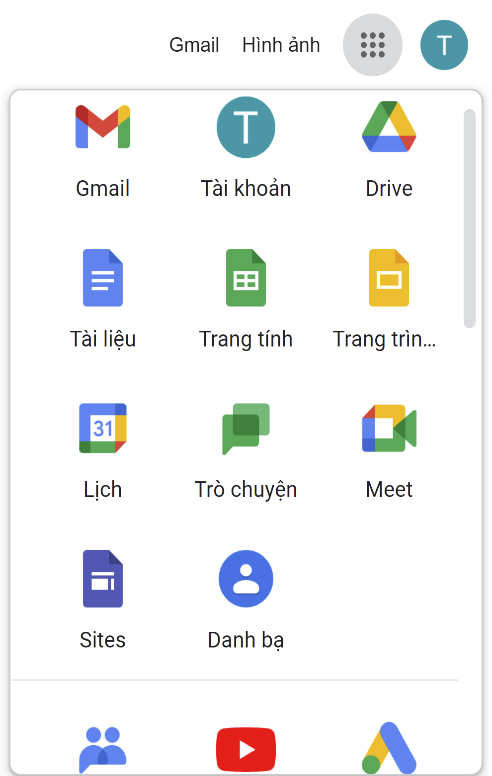 Gmail Hình ảnh T
T
Gmail Tài khoản Drive
Tài liệu Trang tính Trang trìn...
31
Lịch Trò chuyện Meet
Sites Danh bạ